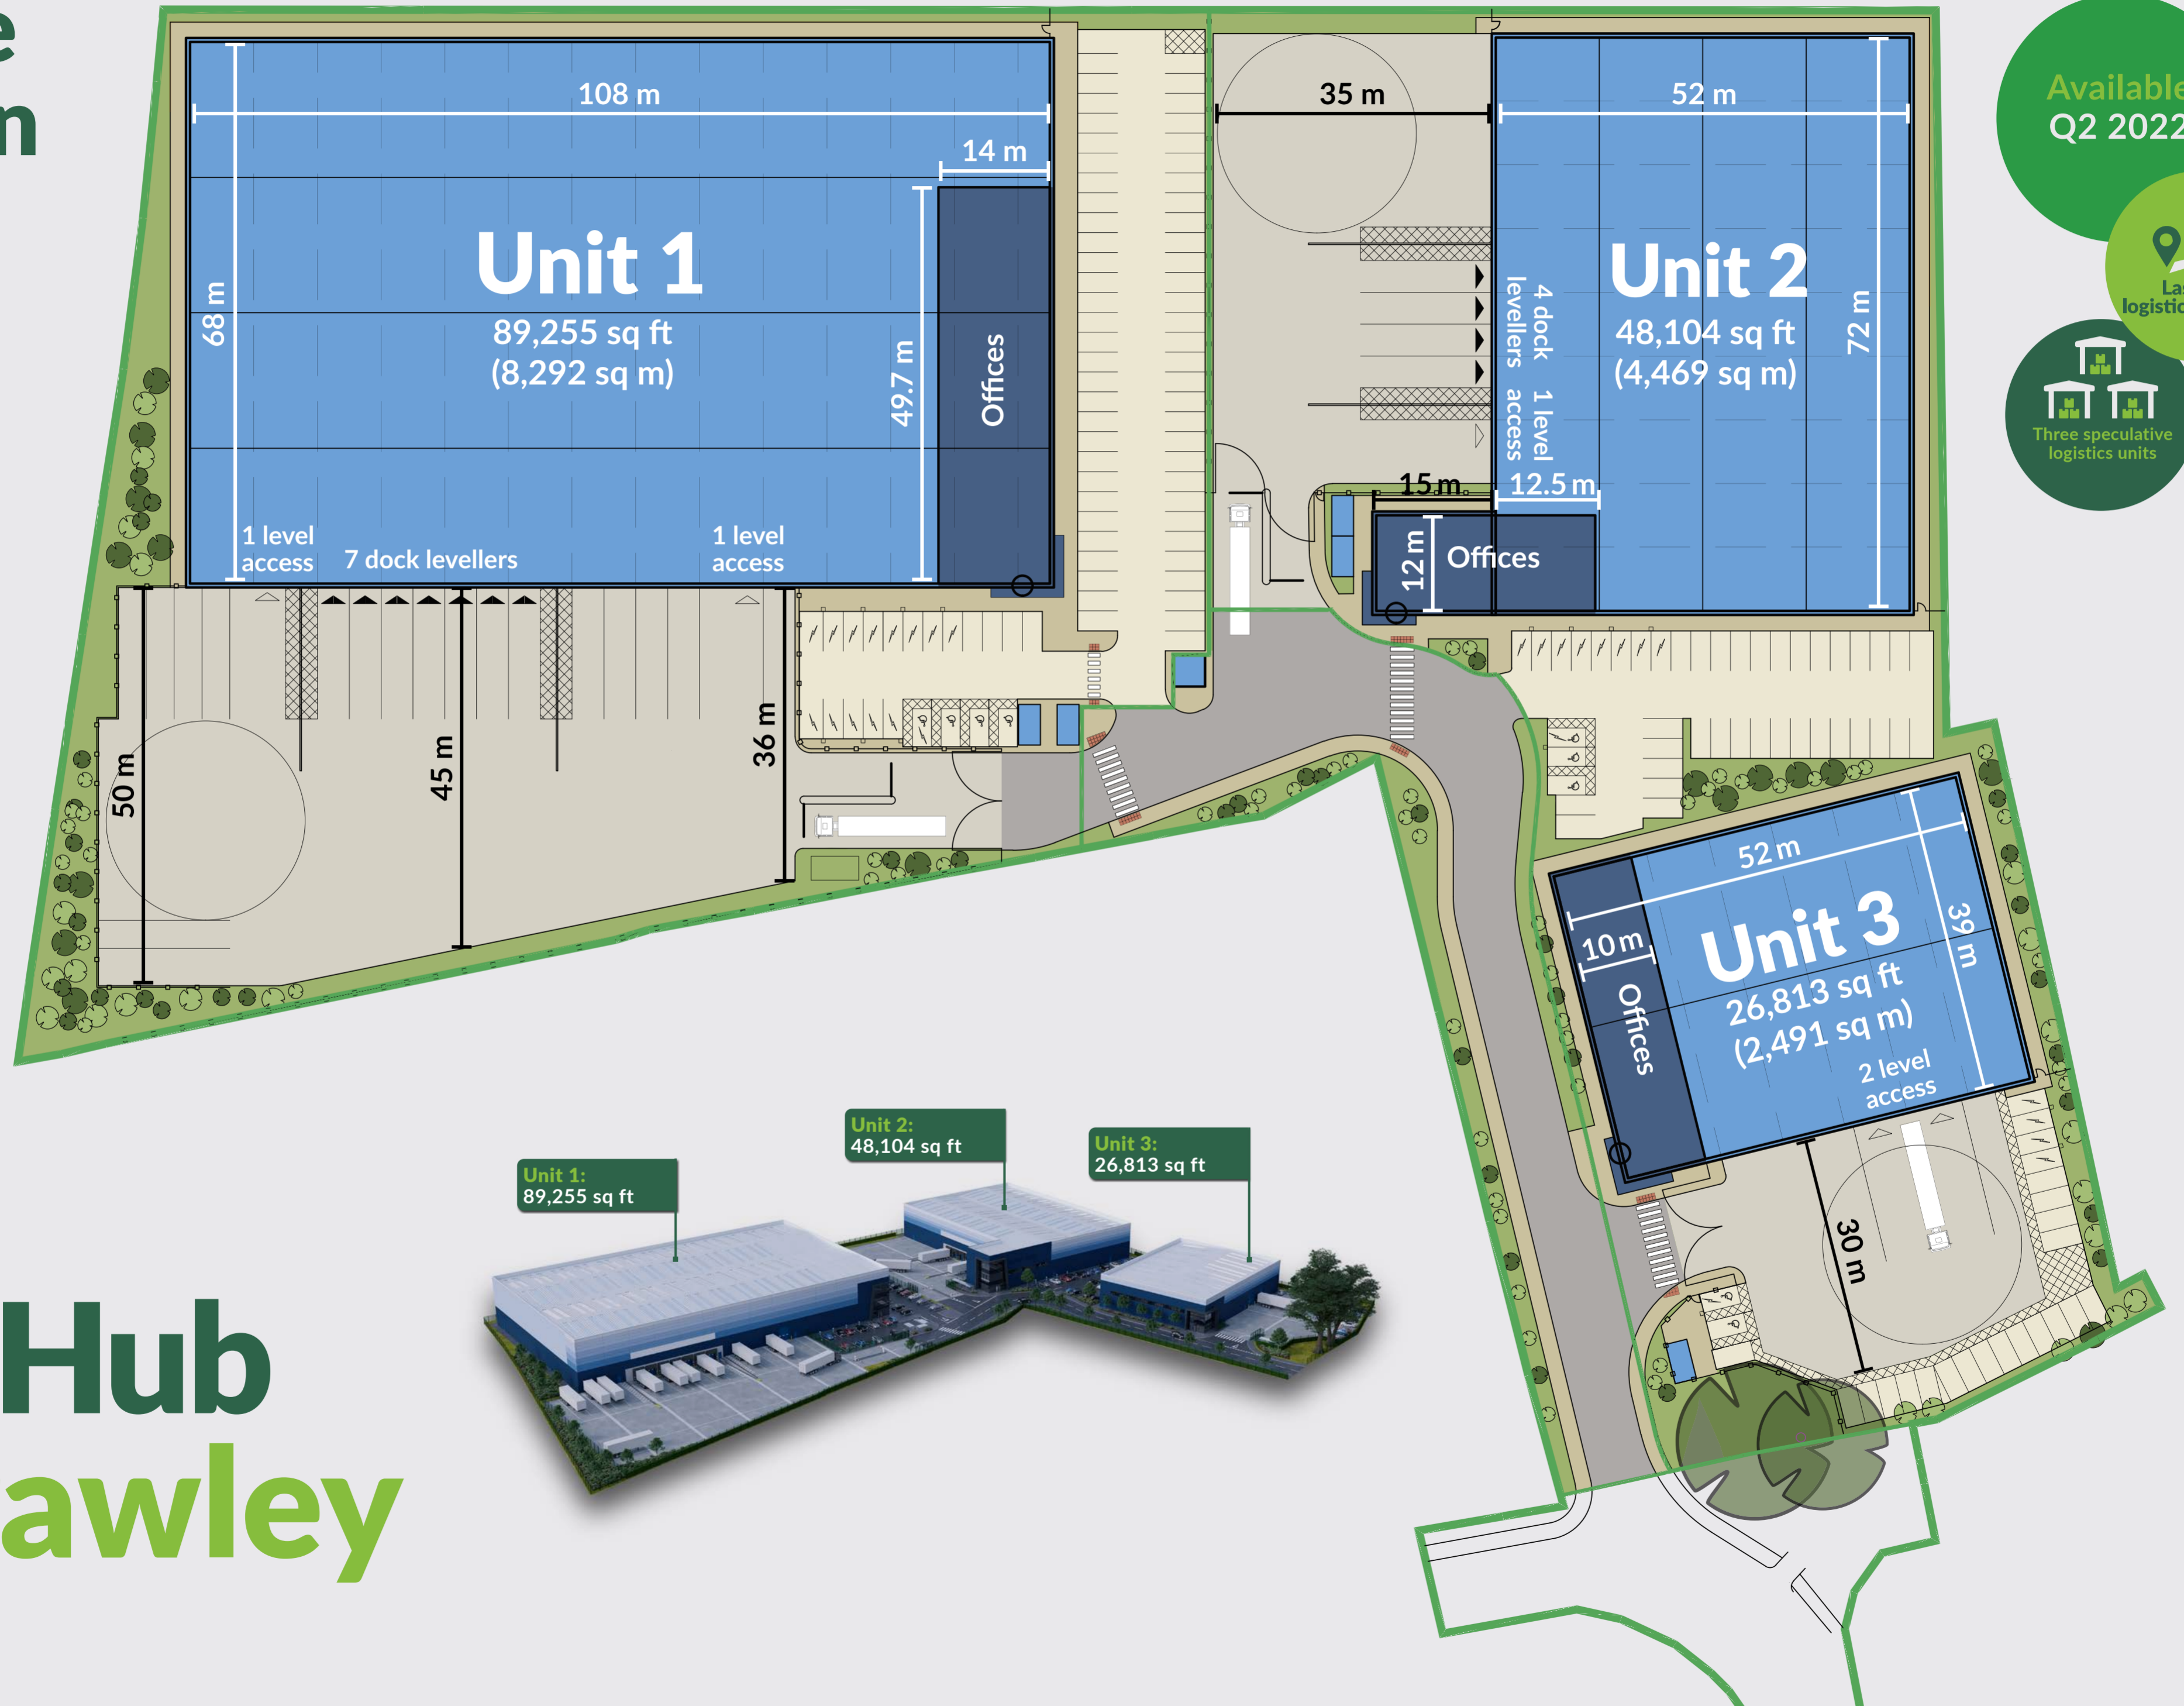 e
n
108 m
14 m
68 m
Unit 1
89,255 sq ft
(8,292 sq m)
49.7 m
Offices
1 level
access
7 dock levellers
1 level
access
50 m
45 m
36 m
35 m
52 m
Unit 2
48,104 sq ft
(4,469 sq m)
72 m
4 dock
levellers
1 level
access
15 m
12.5 m
12 m
Offices
52 m
39 m
10 m
Unit 3
26,813 sq ft
(2,491 sq m)
Offices
2 level
access
30 m
Available
Q2 2022
Las
logistic
Three speculative
logistics units
Unit 1:
89,255 sq ft
Unit 2:
48,104 sq ft
Unit 3:
26,813 sq ft
Hub
awley